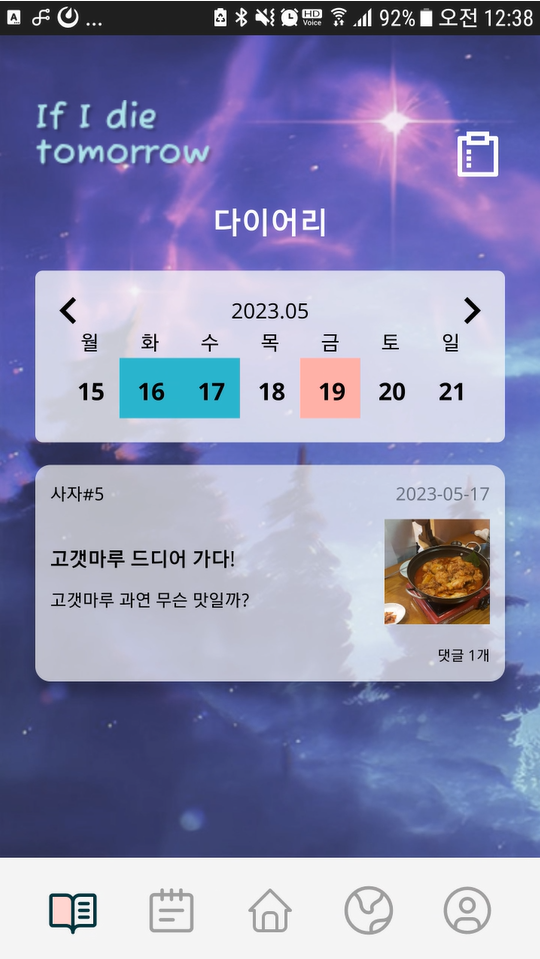 ... HD Voice 92% 오전 12:38
If I die
tomorrow
다이어리
2023.05
월 화 수 목 금 토 일
15 16 17 18 19 20 21
사자#5 2023-05-17
고갯마루 드디어 가다!
고갯마루 과연 무슨 맛일까?
댓글 1개